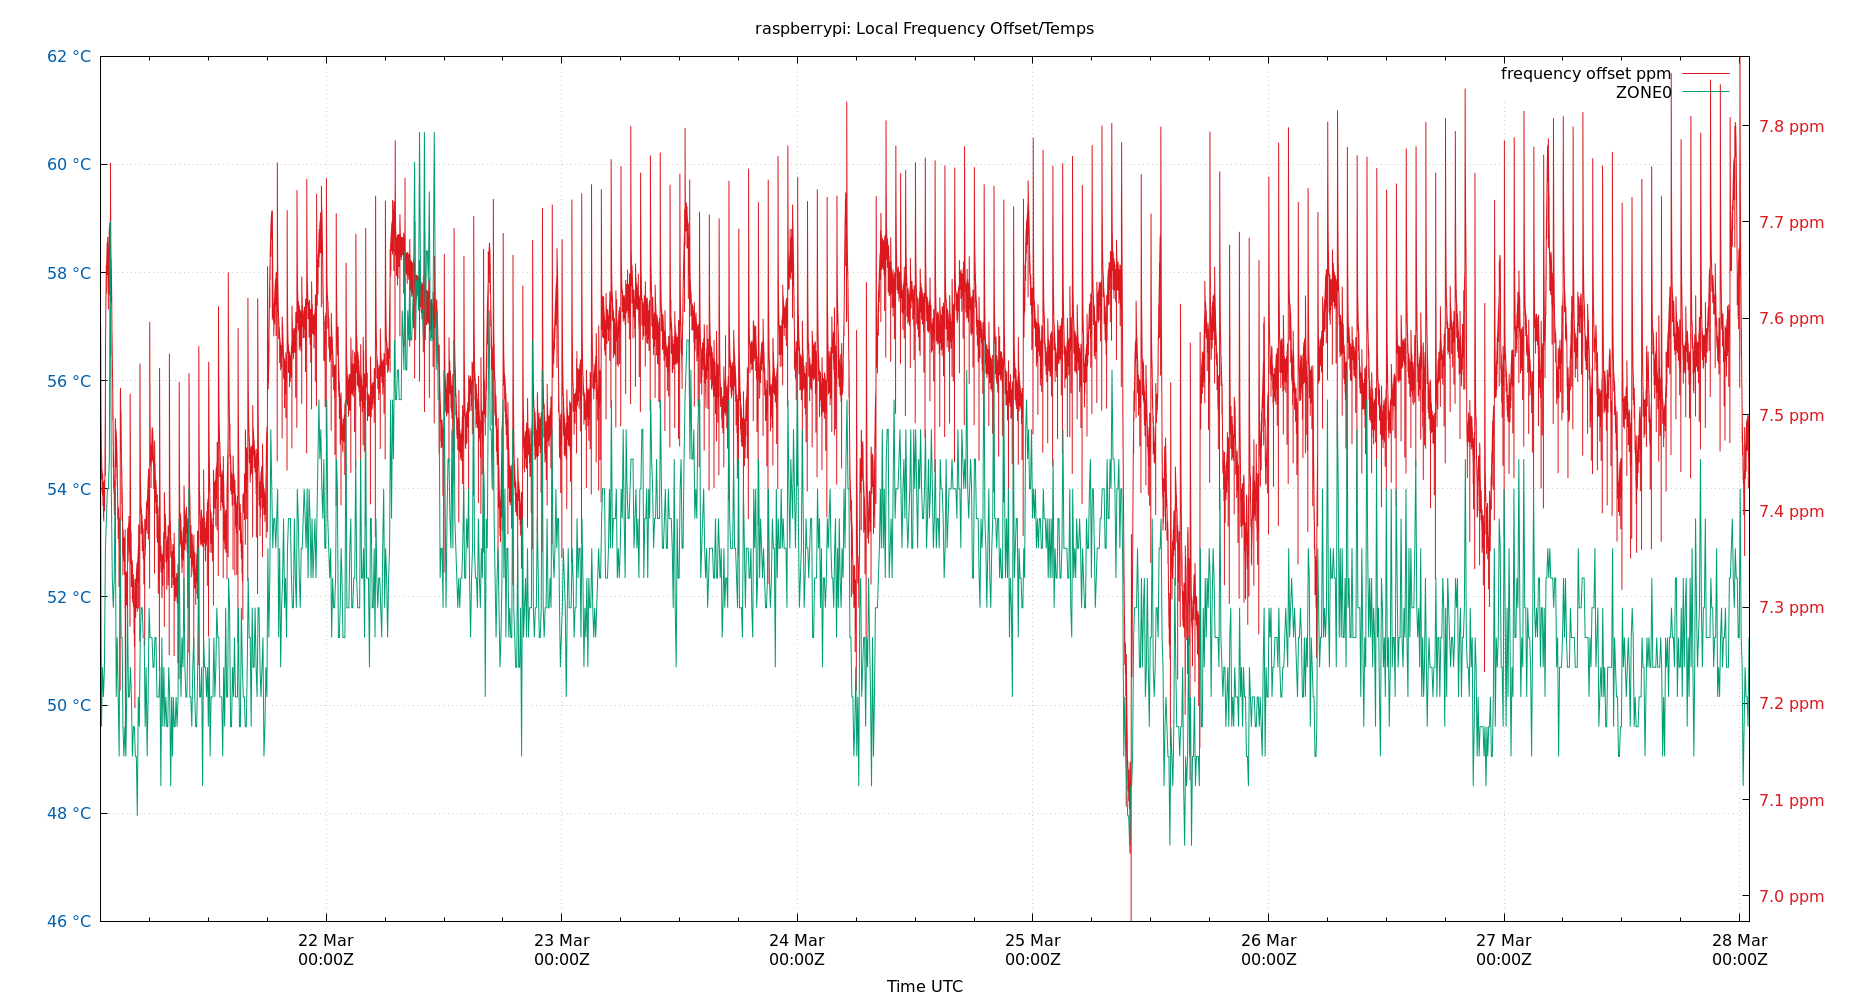 raspberrypi: Local Frequency Offset/Temps
frequency offset ppm
ZONE0
62 °C
60 °C
58 °C
56 °C
54 °C
52 °C
50 °C
48 °C
46 °C
7.8 ppm
7.7 ppm
7.6 ppm
7.5 ppm
7.4 ppm
7.3 ppm
7.2 ppm
7.1 ppm
7.0 ppm
22 Mar
00:00Z
23 Mar
00:00Z
24 Mar
00:00Z
25 Mar
00:00Z
26 Mar
00:00Z
27 Mar
00:00Z
28 Mar
00:00Z
Time UTC